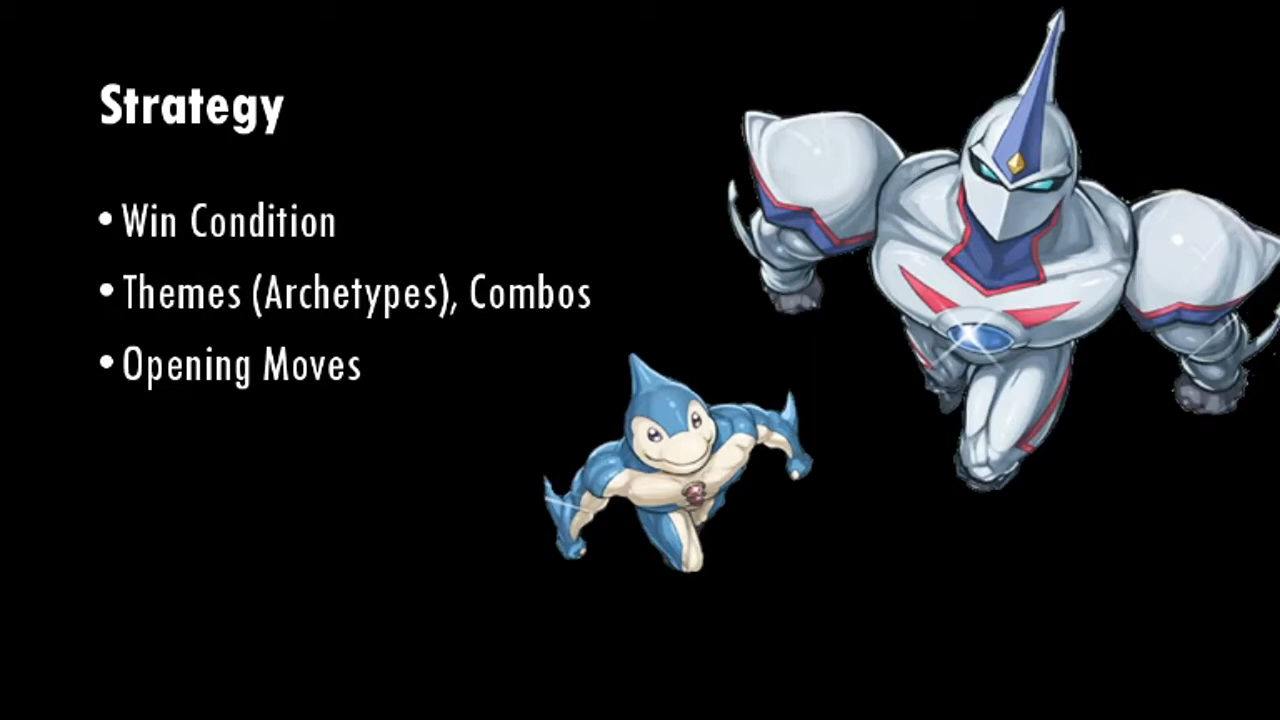 Strategy
• Win Condition
• Themes (Archetypes), Combos
• Opening Moves